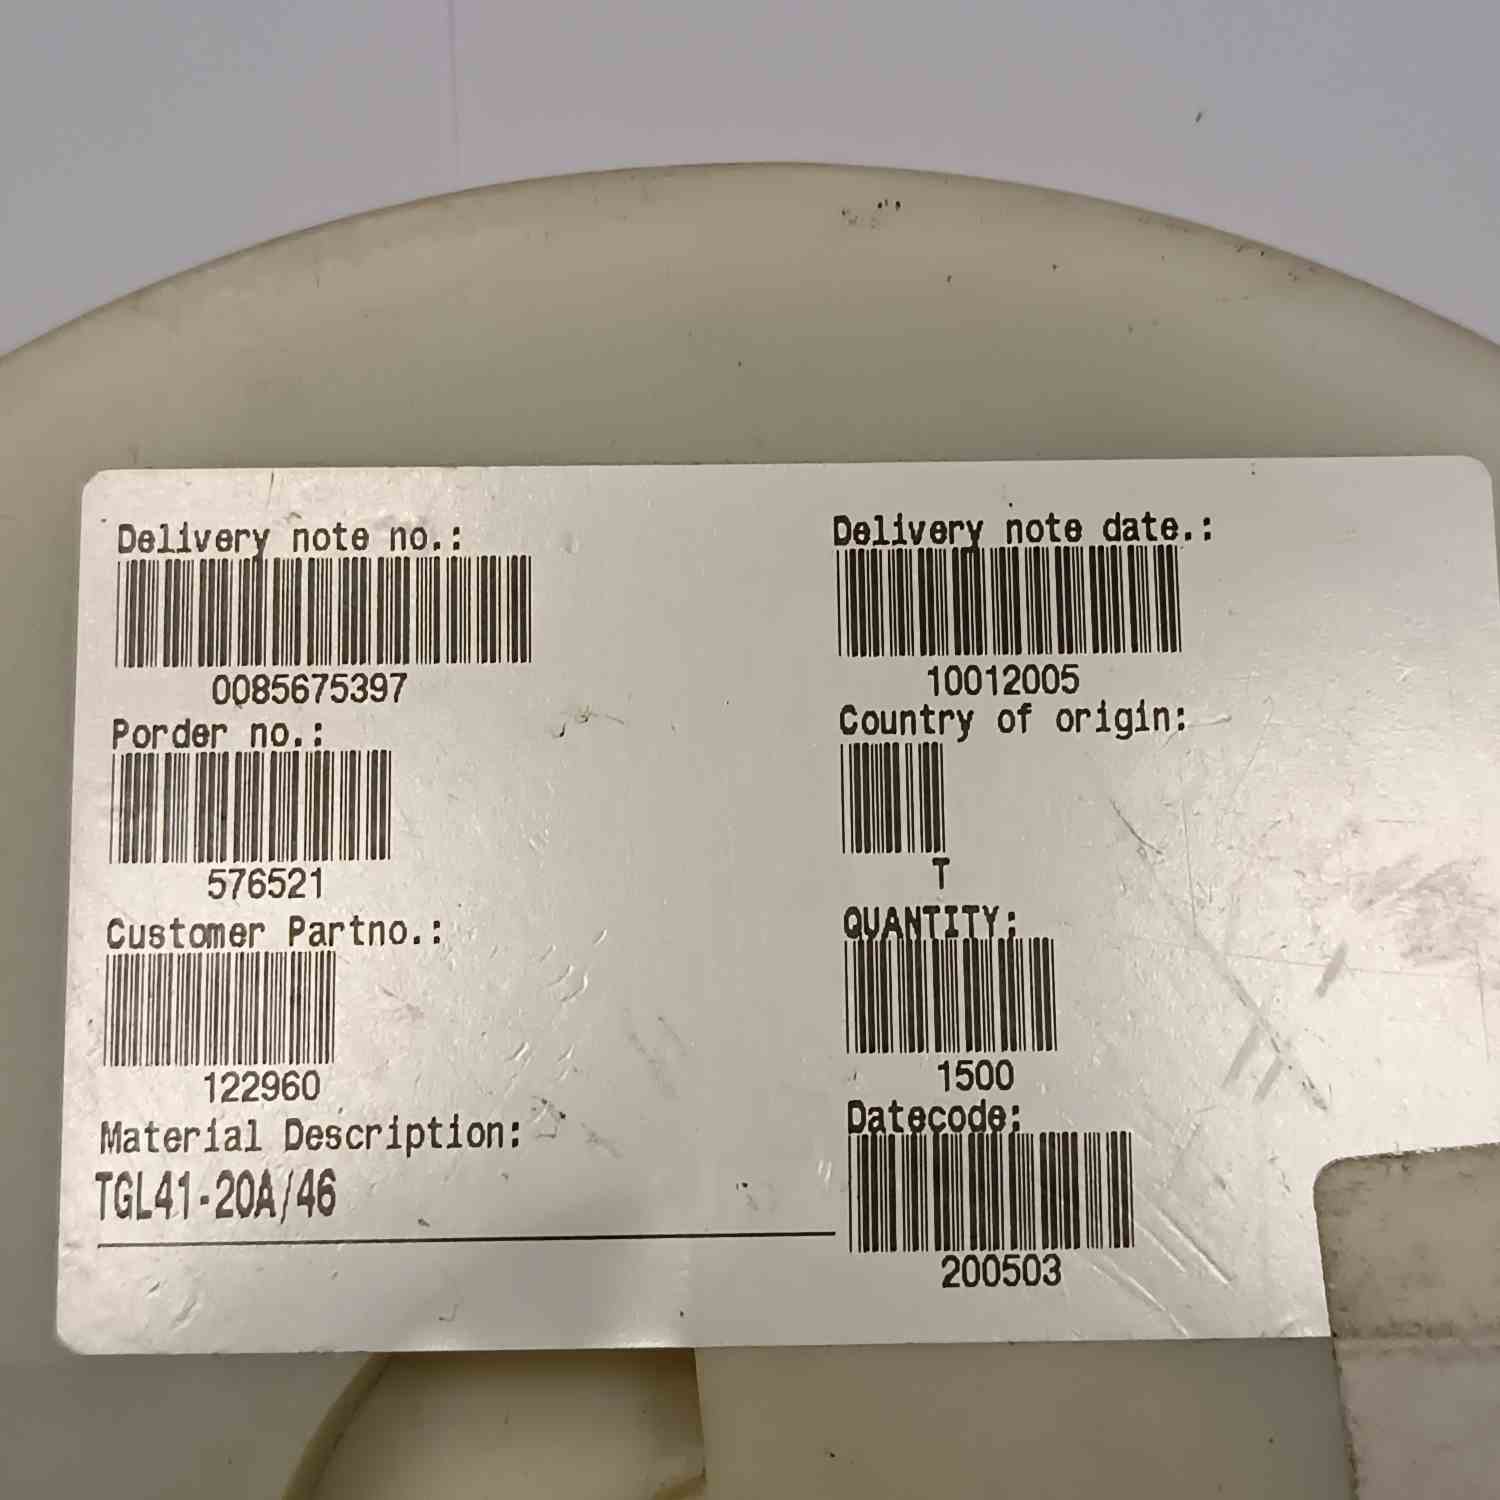 Delivery note no.:
0085675397
Porder no.:
576521
Customer Partno.:
122960
Material Description:
TGL41-20A/46
Delivery note date.:
10012005
Country of origin:
T
QUANTITY:
1500
Datecode:
200503